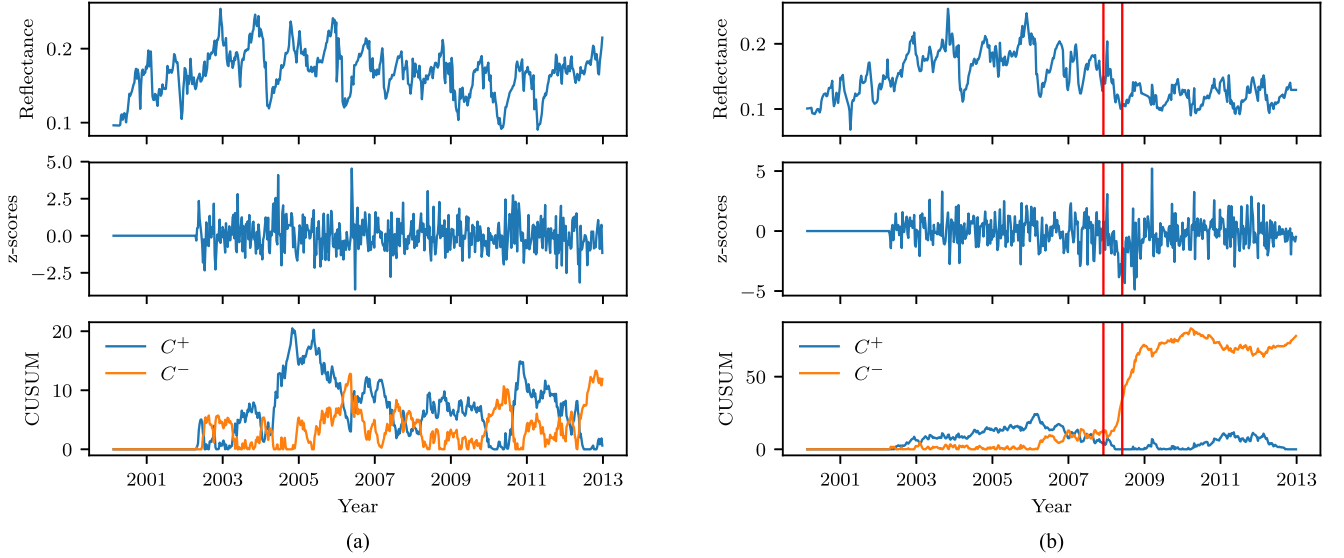 Reflectance
0.2
0.1
z-scores
5.0
2.5
0.0
−2.5
CUSUM
20
10
0
C+
C−
2001 2003 2005 2007 2009 2011 2013
Year
(a)
Reflectance
0.2
0.1
z-scores
5
0
−5
CUSUM
50
0
C+
C−
2001 2003 2005 2007 2009 2011 2013
Year
(b)